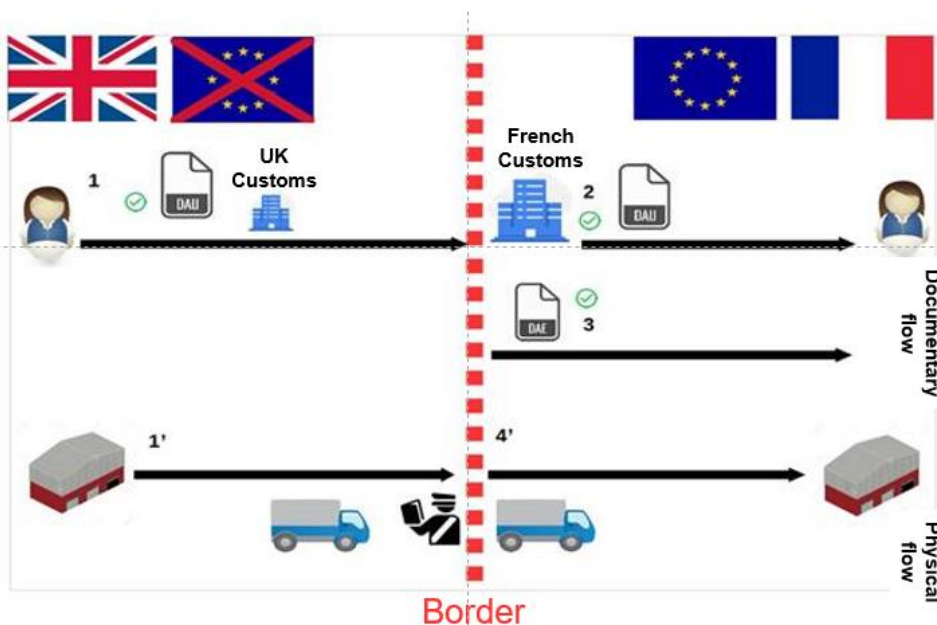 UK
Customs
French
Customs
1
DAU
2
DAU
DAE
3
Documentary
flow
1’
4’
Physical
flow
Border